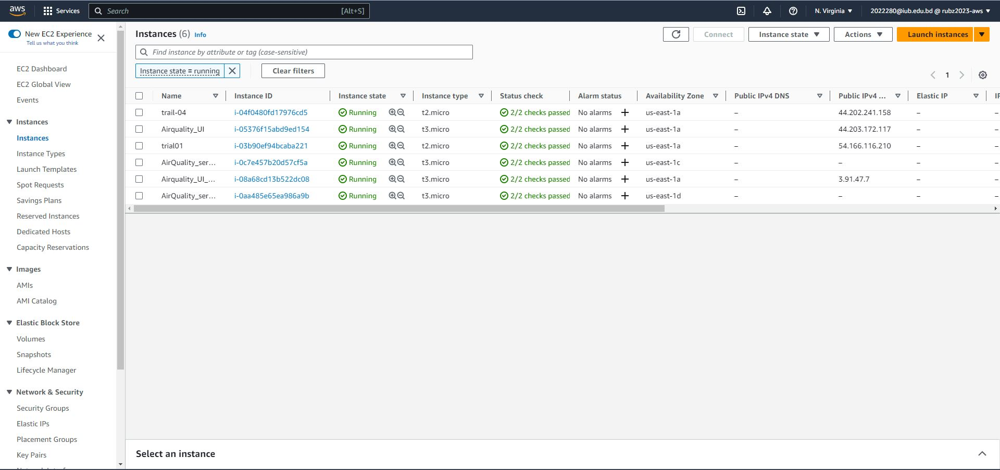 aws Services Search [Alt+S] N. Virginia 2022280@iub.edu.bd @ rubz2023-aws
New EC2 Experience
Tell us what you think
EC2 Dashboard
EC2 Global View
Events
Instances
Instances
Instance Types
Launch Templates
Spot Requests
Savings Plans
Reserved Instances
Dedicated Hosts
Capacity Reservations
Images
AMIs
AMI Catalog
Elastic Block Store
Volumes
Snapshots
Lifecycle Manager
Network & Security
Security Groups
Elastic IPs
Placement Groups
Key Pairs
Instances (6) Info Connect Instance state Actions Launch instances
Find instance by attribute or tag (case-sensitive)
Instance state = running Clear filters
1
Name Instance ID Instance state Instance type Status check Alarm status Availability Zone Public IPv4 DNS Public IPv4 ... Elastic IP
trail-04 i-04f0480fd17976cd5 Running t2.micro 2/2 checks passed No alarms + us-east-1a – 44.202.241.158 – –
Airquality_UI i-05376f15abd9ed154 Running t3.micro 2/2 checks passed No alarms + us-east-1a – 44.203.172.117 – –
trial01 i-03b90ef94bcaba221 Running t2.micro 2/2 checks passed No alarms + us-east-1a – 54.166.116.210 – –
AirQuality_ser... i-0c7e457b20d57cf5a Running t3.micro 2/2 checks passed No alarms + us-east-1c – – – –
Airquality_UI_... i-08a68cd13b522dc08 Running t3.micro 2/2 checks passed No alarms + us-east-1a – 3.91.47.7 – –
AirQuality_ser... i-0aa485e65ea986a9b Running t3.micro 2/2 checks passed No alarms + us-east-1d – – – –
Select an instance